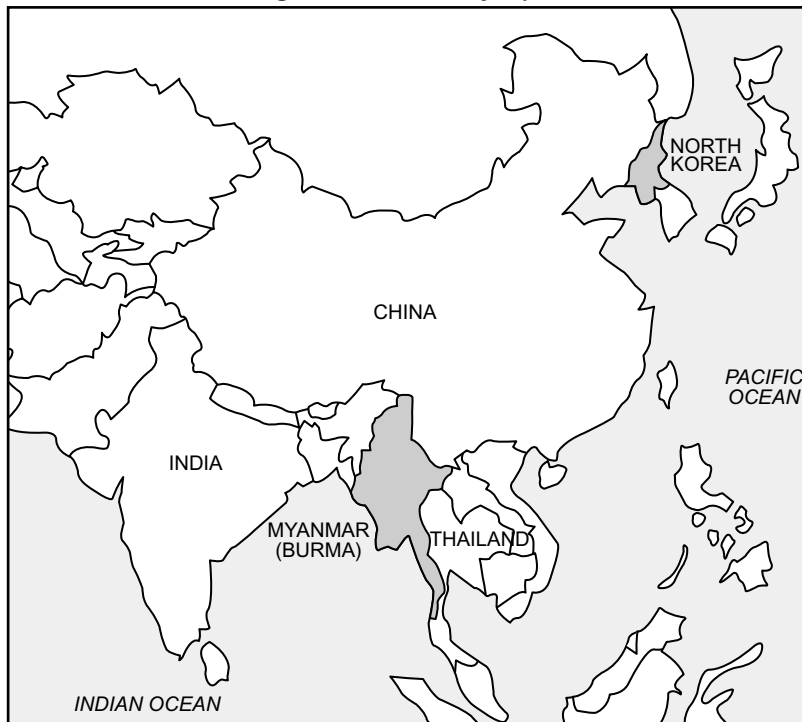 NORTH
KOREA
CHINA
PACIFIC
OCEAN
INDIA
MYANMAR
(BURMA)
THAILAND
INDIAN OCEAN